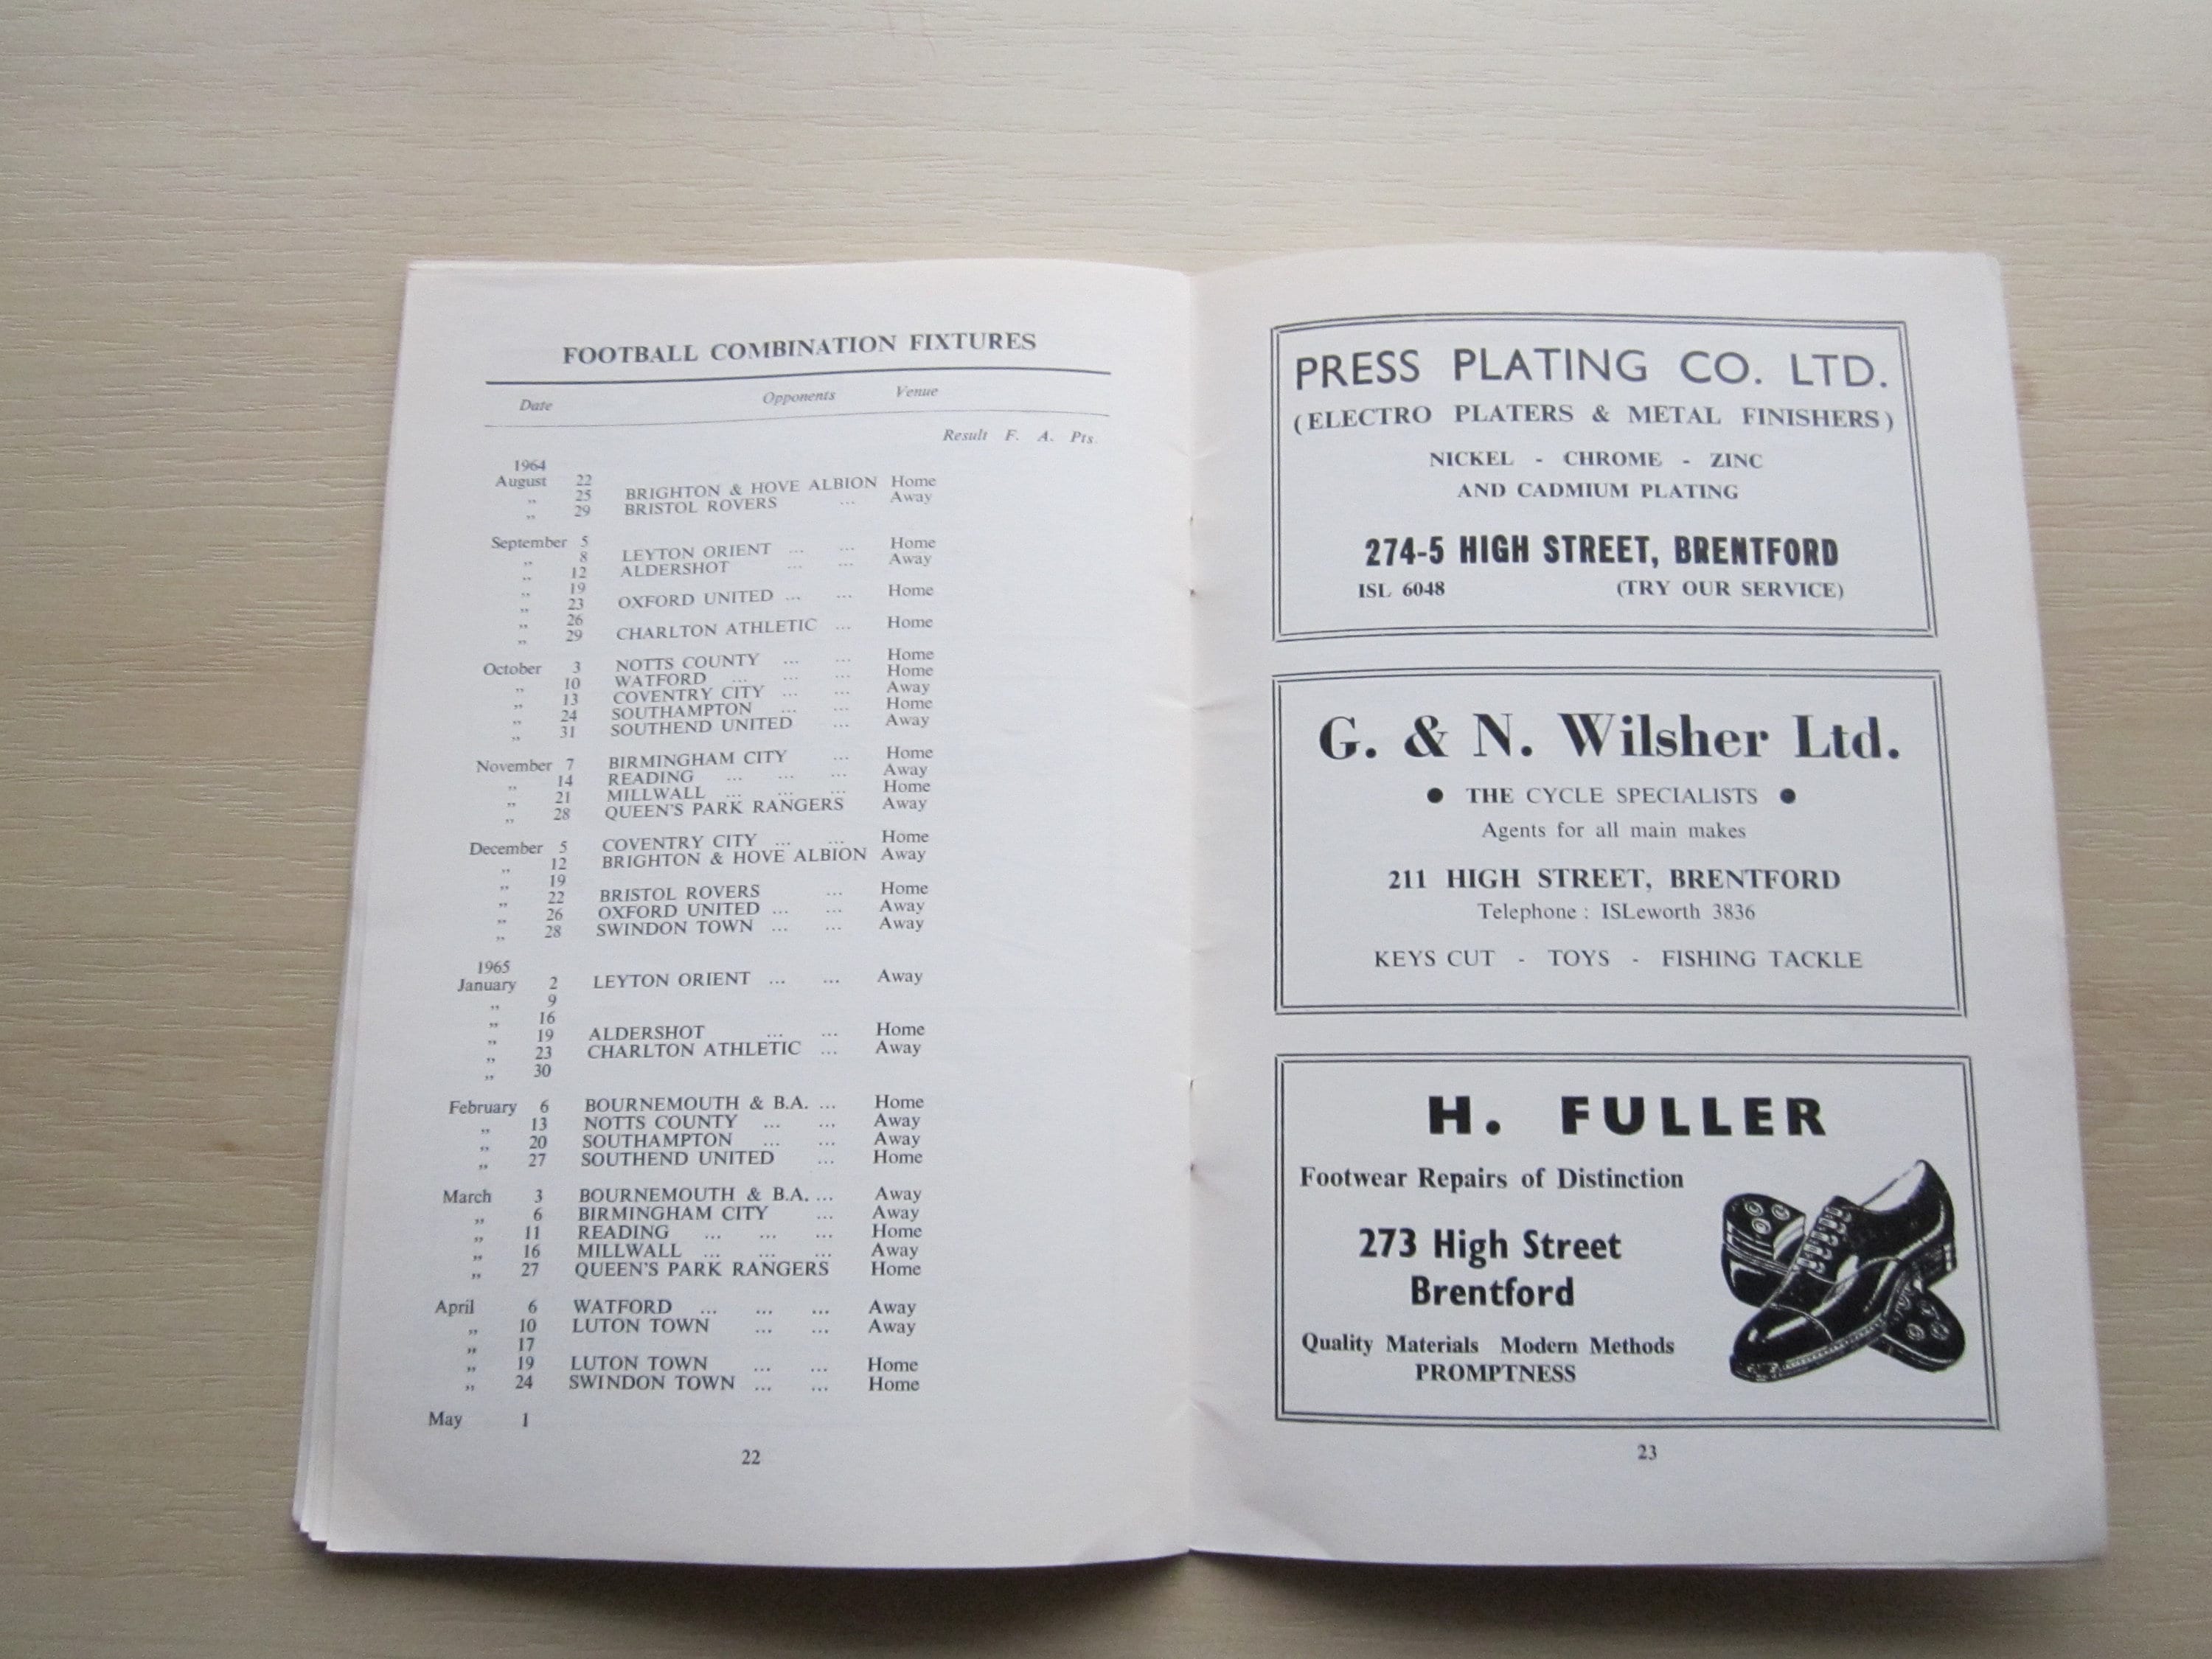 FOOTBALL COMBINATION FIXTURES
Date Opponents Venue
Result F. A. Pts.
1964
August 22
„ 25 BRIGHTON & HOVE ALBION Home
„ 29 BRISTOL ROVERS ... Away
September 5
„ 8 LEYTON ORIENT ... ... Home
„ 12 ALDERSHOT ... ... Away
„ 19
„ 23 OXFORD UNITED ... ... Home
„ 26
„ 29 CHARLTON ATHLETIC ... Home
October 3 NOTTS COUNTY ... ... Home
„ 10 WATFORD ... ... ... Home
„ 13 COVENTRY CITY ... ... Away
„ 24 SOUTHAMPTON ... ... Home
„ 31 SOUTHEND UNITED ... Away
November 7 BIRMINGHAM CITY ... Home
„ 14 READING ... ... ... Away
„ 21 MILLWALL ... ... ... Home
„ 28 QUEEN'S PARK RANGERS Away
December 5 COVENTRY CITY ... ... Home
„ 12 BRIGHTON & HOVE ALBION Away
„ 19
„ 22 BRISTOL ROVERS ... Home
„ 26 OXFORD UNITED ... ... Away
„ 28 SWINDON TOWN ... ... Away
1965
January 2 LEYTON ORIENT ... ... Away
„ 9
„ 16
„ 19 ALDERSHOT ... ... Home
„ 23 CHARLTON ATHLETIC ... Away
„ 30
February 6 BOURNEMOUTH & B.A. ... Home
„ 13 NOTTS COUNTY ... ... Away
„ 20 SOUTHAMPTON ... ... Away
„ 27 SOUTHEND UNITED ... Home
March 3 BOURNEMOUTH & B.A. ... Away
„ 6 BIRMINGHAM CITY ... Away
„ 11 READING ... ... ... Home
„ 16 MILLWALL ... ... ... Away
„ 27 QUEEN'S PARK RANGERS Home
April 6 WATFORD ... ... ... Away
„ 10 LUTON TOWN ... ... Away
„ 17
„ 19 LUTON TOWN ... ... Home
„ 24 SWINDON TOWN ... ... Home
May 1
22
PRESS PLATING CO. LTD.
(ELECTRO PLATERS & METAL FINISHERS)
NICKEL - CHROME - ZINC
AND CADMIUM PLATING
274-5 HIGH STREET, BRENTFORD
ISL 6048 (TRY OUR SERVICE)
G. & N. Wilsher Ltd.
● THE CYCLE SPECIALISTS ●
Agents for all main makes
211 HIGH STREET, BRENTFORD
Telephone : ISLeworth 3836
KEYS CUT - TOYS - FISHING TACKLE
H. FULLER
Footwear Repairs of Distinction
273 High Street
Brentford
Quality Materials Modern Methods
PROMPTNESS
23